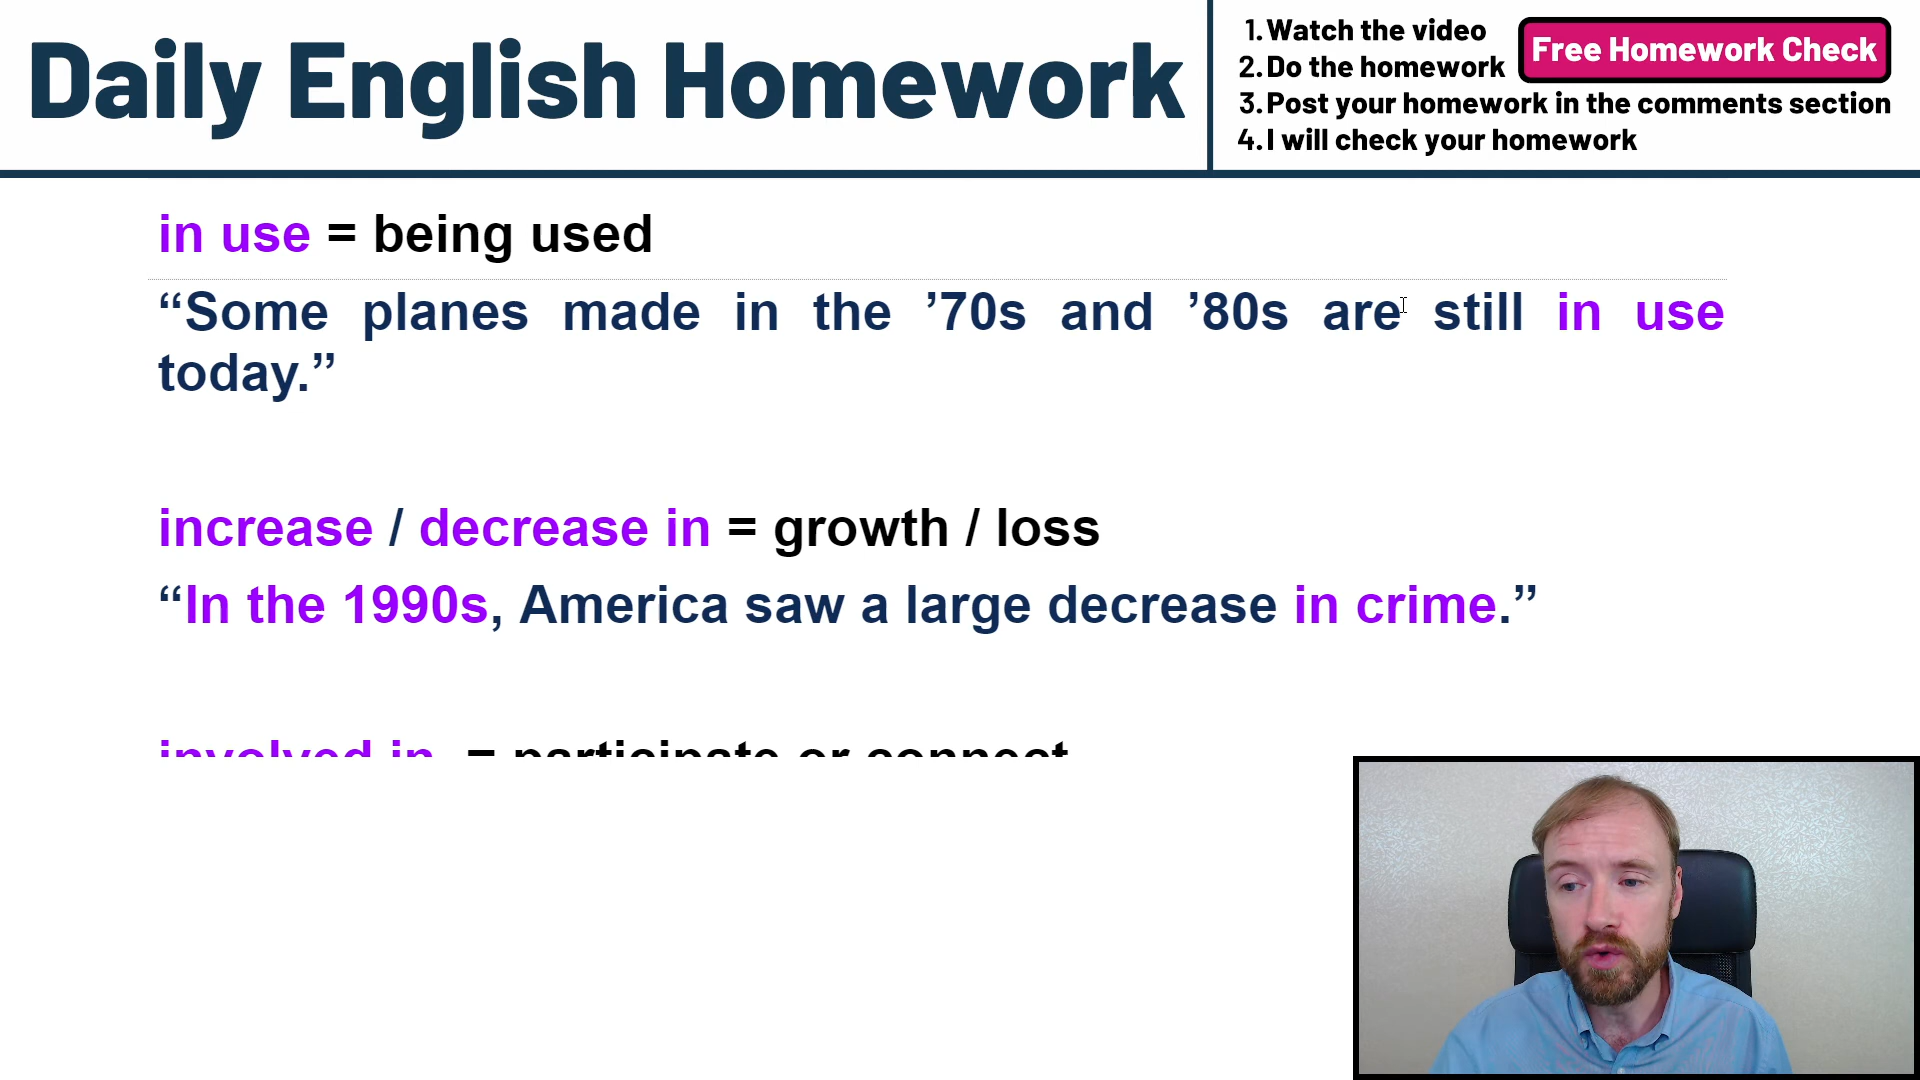 Daily English Homework
1. Watch the video
2. Do the homework
Free Homework Check
3. Post your homework in the comments section
4. I will check your homework
in use = being used
“Some planes made in the ’70s and ’80s are still in use
today.”
increase / decrease in = growth / loss
“In the 1990s, America saw a large decrease in crime.”
involved in = participate or connect